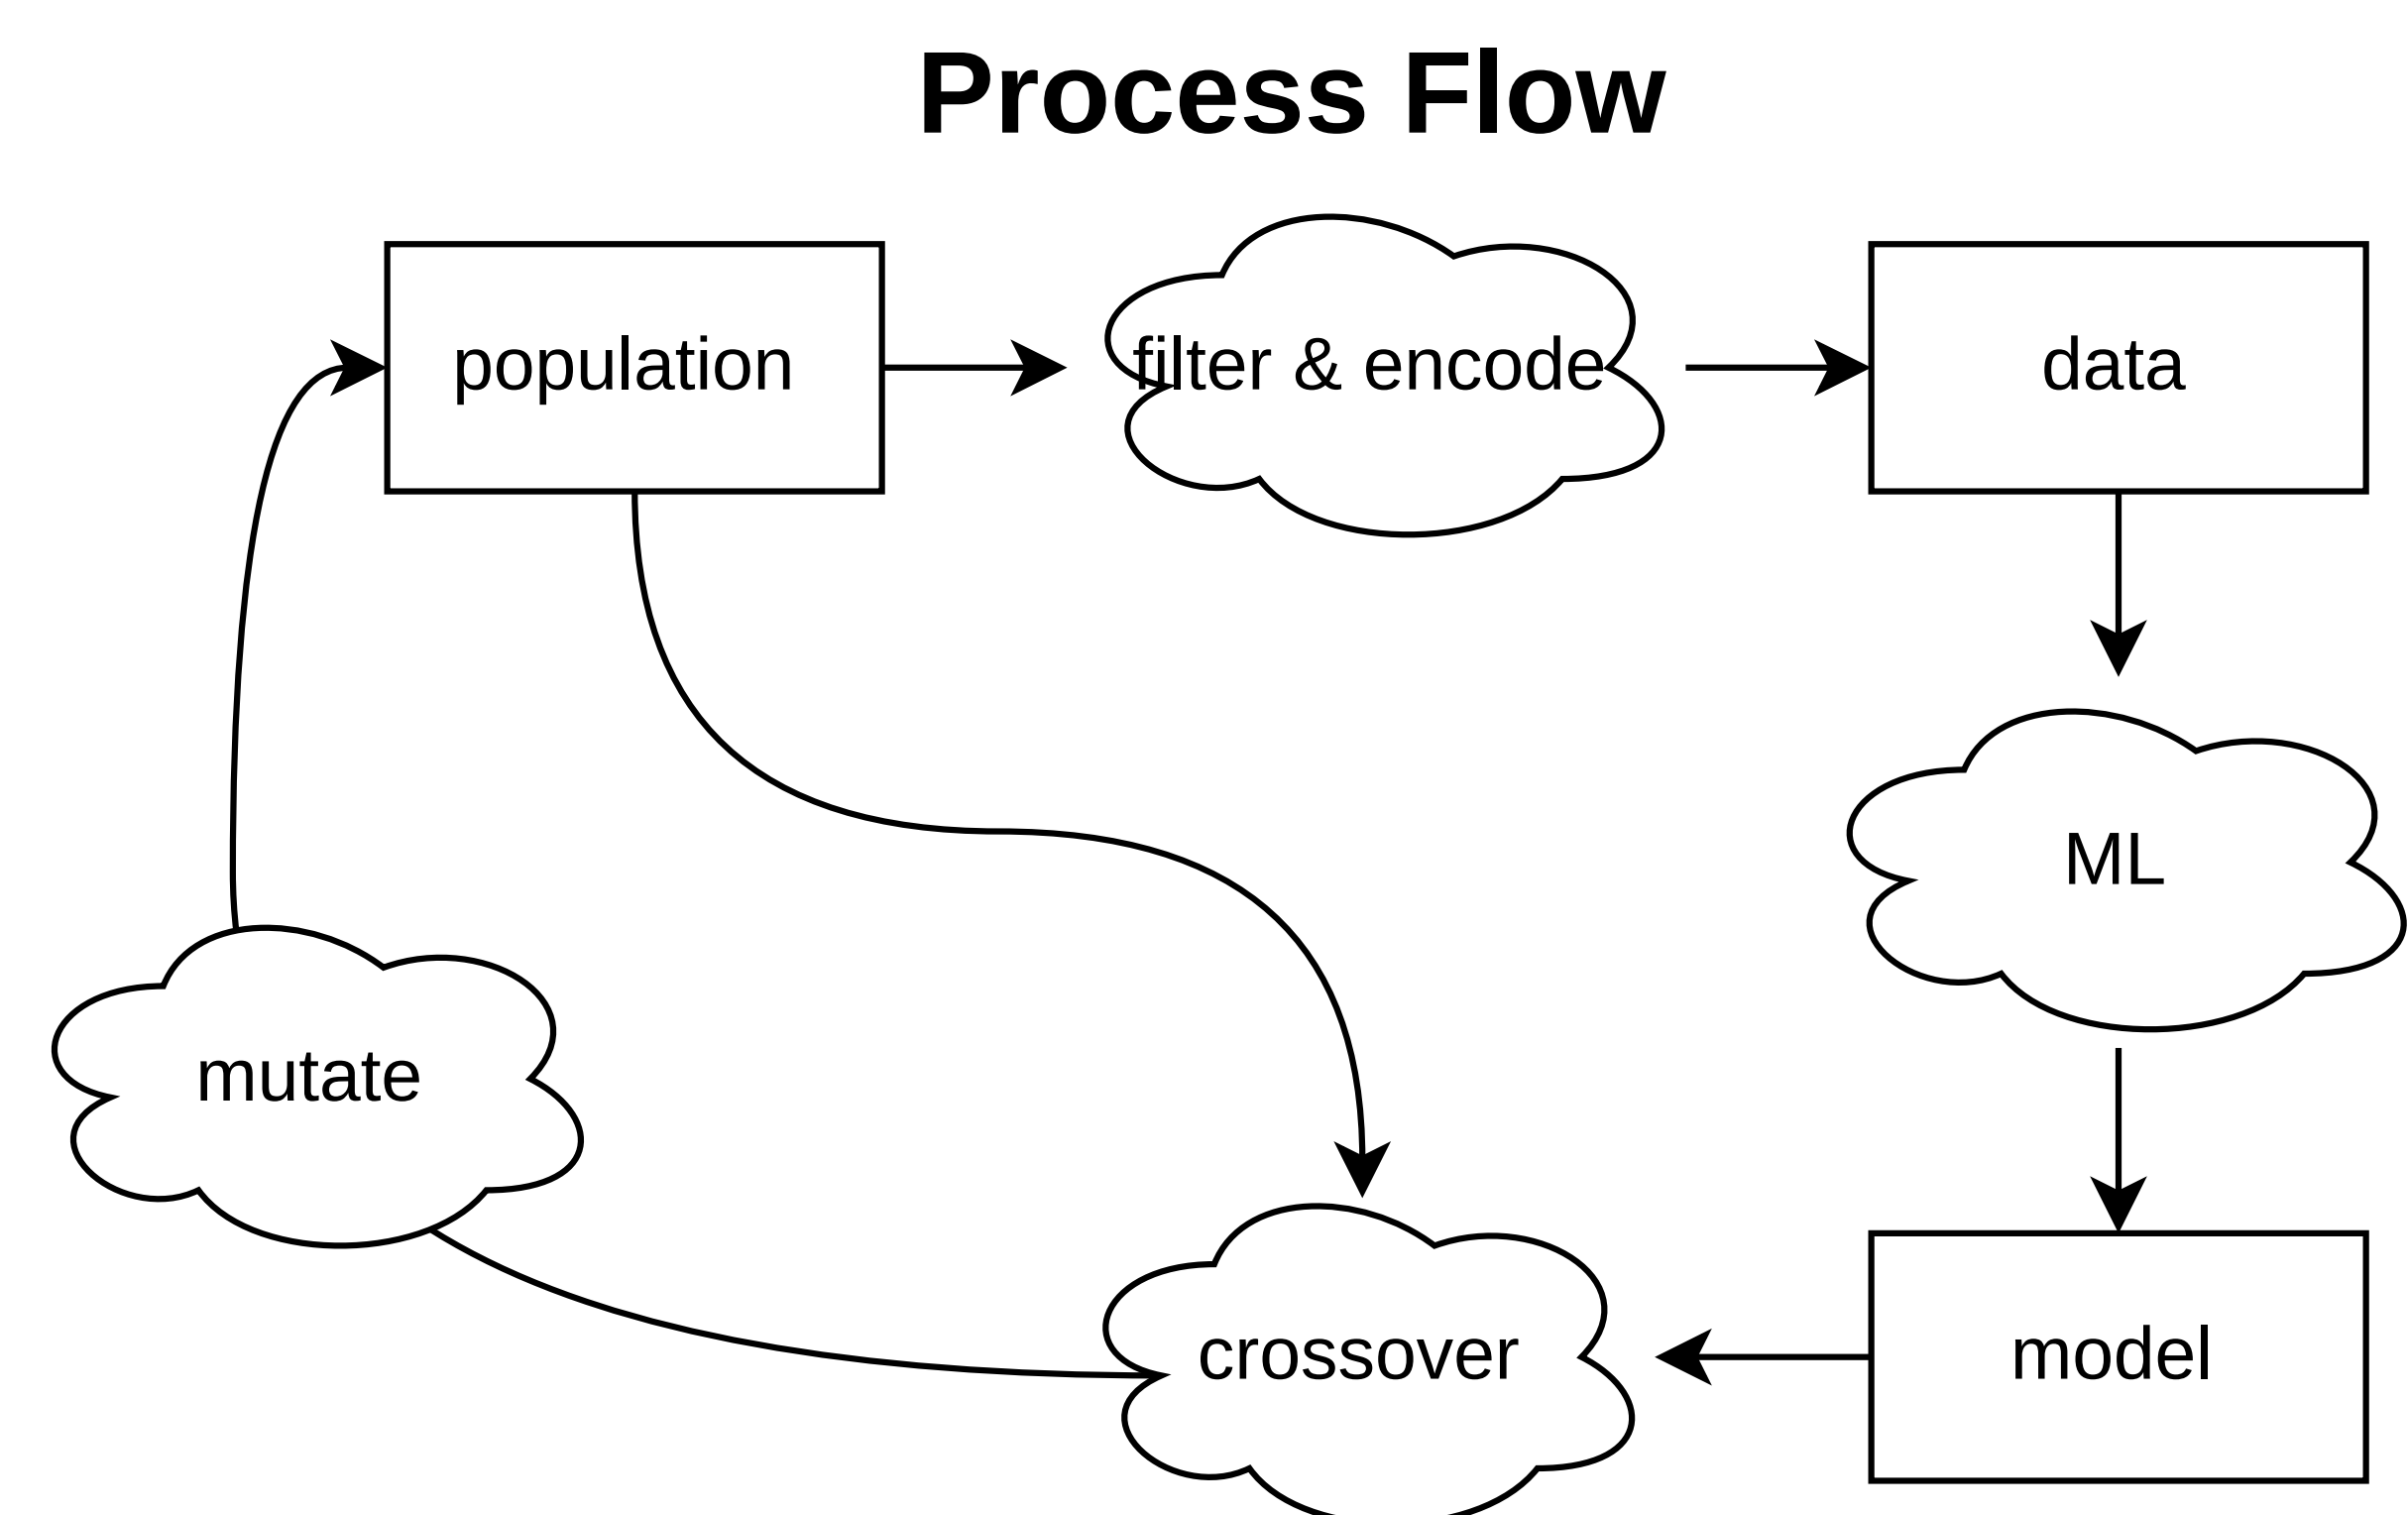 Process Flow
population
filter & encode
data
ML
mutate
crossover
model